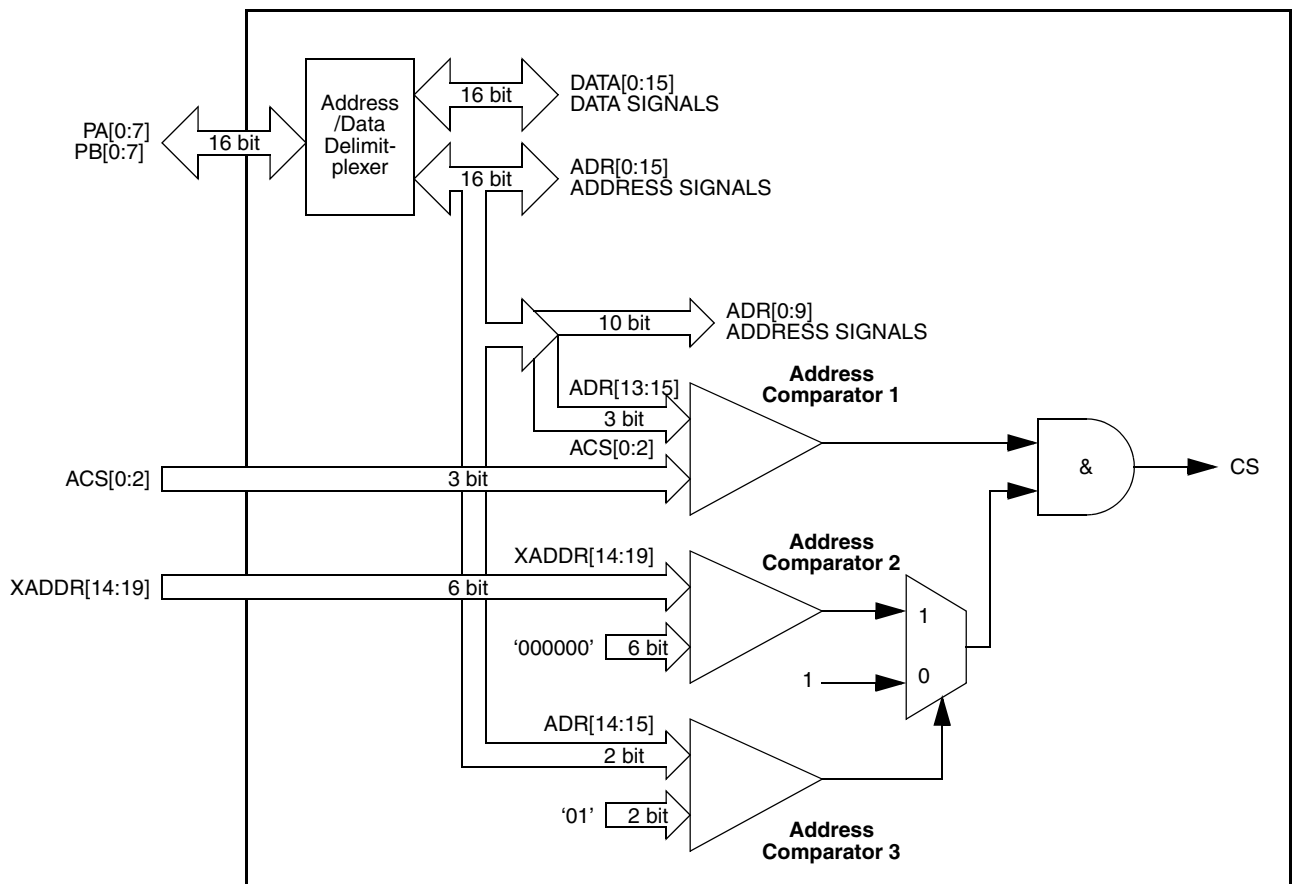 Address
/Data
Delimit-
plexer
16 bit
DATA[0:15]
DATA SIGNALS
PA[0:7]
PB[0:7]
16 bit
16 bit
ADR[0:15]
ADDRESS SIGNALS
10 bit
ADR[0:9]
ADDRESS SIGNALS
ADR[13:15]
3 bit
Address
Comparator 1
ACS[0:2]
ACS[0:2]
3 bit
&
CS
XADDR[14:19]
Address
Comparator 2
XADDR[14:19]
6 bit
1
‘000000’
6 bit
1
0
ADR[14:15]
2 bit
‘01’
2 bit
Address
Comparator 3